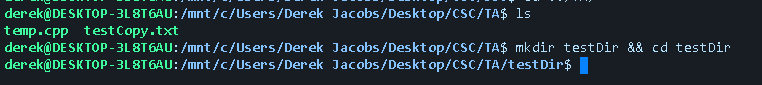 derek@DESKTOP-3L8T6AU:/mnt/c/Users/Derek Jacobs/Desktop/CSC/TA$ ls
temp.cpp  testCopy.txt
derek@DESKTOP-3L8T6AU:/mnt/c/Users/Derek Jacobs/Desktop/CSC/TA$ mkdir testDir && cd testDir
derek@DESKTOP-3L8T6AU:/mnt/c/Users/Derek Jacobs/Desktop/CSC/TA/testDir$